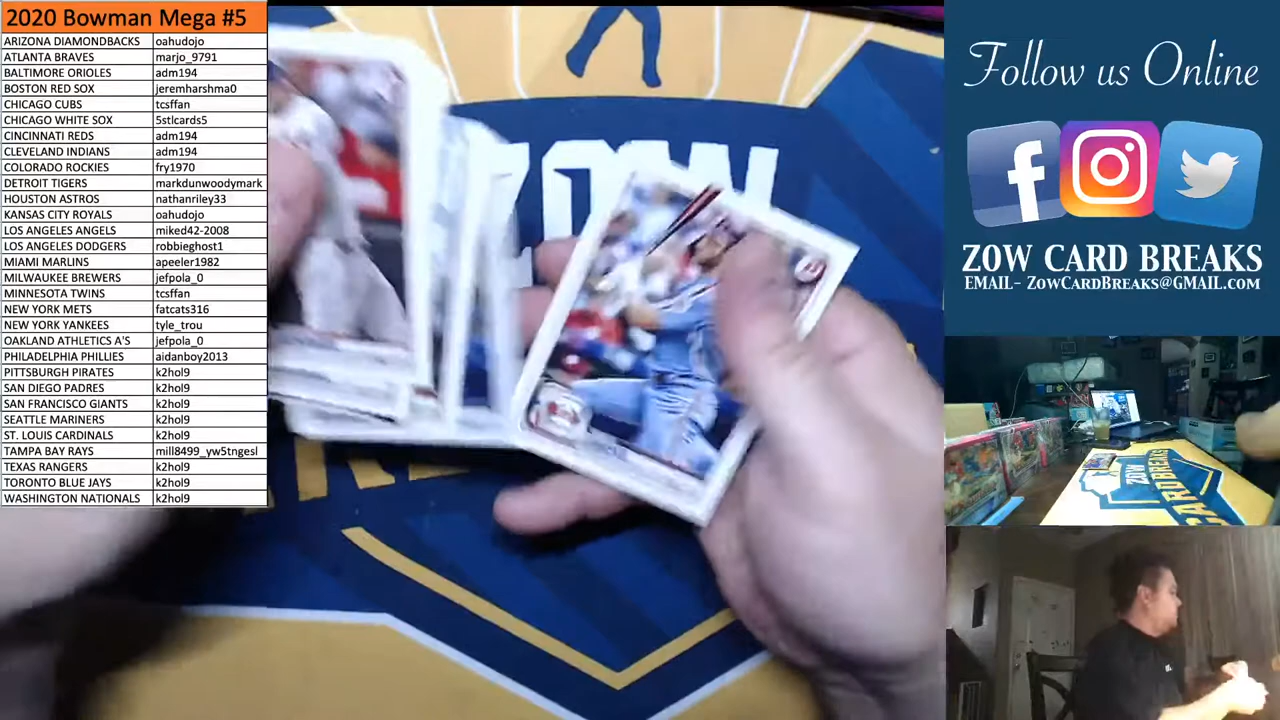 2020 Bowman Mega #5
ARIZONA DIAMONDBACKS oahudojo
ATLANTA BRAVES marjo_9791
BALTIMORE ORIOLES adm194
BOSTON RED SOX jeremharshma0
CHICAGO CUBS tcsffan
CHICAGO WHITE SOX 5stlcards5
CINCINNATI REDS adm194
CLEVELAND INDIANS adm194
COLORADO ROCKIES fry1970
DETROIT TIGERS markdunwoodymark
HOUSTON ASTROS nathanriley33
KANSAS CITY ROYALS oahudojo
LOS ANGELES ANGELS miked42-2008
LOS ANGELES DODGERS robbieghost1
MIAMI MARLINS apeeler1982
MILWAUKEE BREWERS jefpola_0
MINNESOTA TWINS tcsffan
NEW YORK METS fatcats316
NEW YORK YANKEES tyle_trou
OAKLAND ATHLETICS A'S jefpola_0
PHILADELPHIA PHILLIES aidanboy2013
PITTSBURGH PIRATES k2hol9
SAN DIEGO PADRES k2hol9
SAN FRANCISCO GIANTS k2hol9
SEATTLE MARINERS k2hol9
ST. LOUIS CARDINALS k2hol9
TAMPA BAY RAYS mill8499_yw5tngesl
TEXAS RANGERS k2hol9
TORONTO BLUE JAYS k2hol9
WASHINGTON NATIONALS k2hol9
ZOW
Follow us Online
f
ZOW CARD BREAKS
EMAIL- ZowCardBreaks@GMAIL.com
ZOW
CARD BREAKS